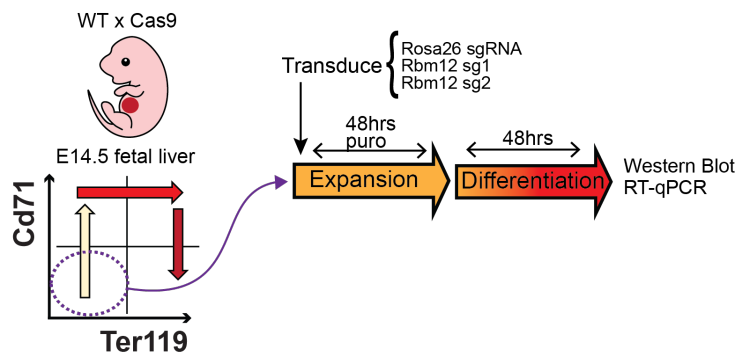 WT x Cas9
E14.5 fetal liver
Cd71
Ter119
Transduce
Rosa26 sgRNA
Rbm12 sg1
Rbm12 sg2
48hrs
puro
Expansion
48hrs
Differentiation
Western Blot
RT-qPCR